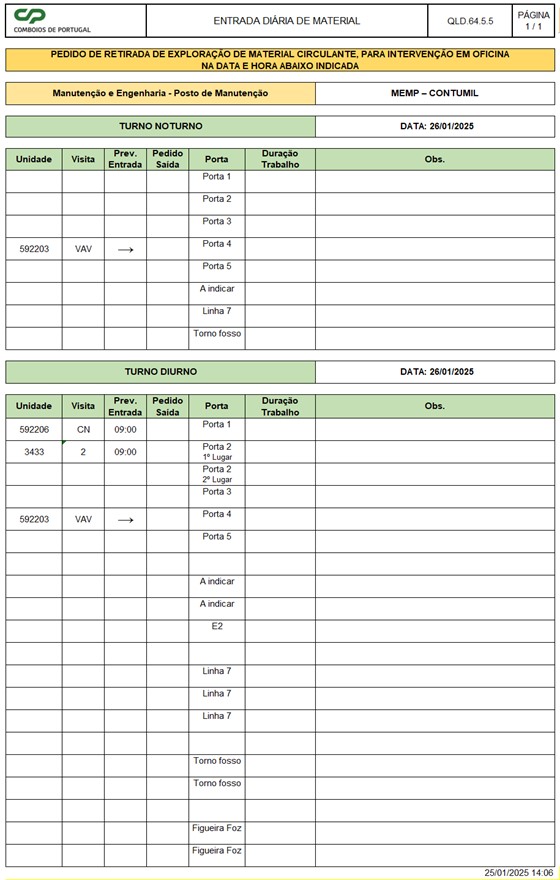 CP
COMBOIOS DE PORTUGAL
ENTRADA DIÁRIA DE MATERIAL
QLD.64.5.5
PÁGINA
1 / 1
PEDIDO DE RETIRADA DE EXPLORAÇÃO DE MATERIAL CIRCULANTE, PARA INTERVENÇÃO EM OFICINA
NA DATA E HORA ABAIXO INDICADA
Manutenção e Engenharia - Posto de Manutenção MEMP – CONTUMIL
TURNO NOTURNO DATA: 26/01/2025
Unidade Visita Prev. Entrada Pedido Saída Porta Duração Trabalho Obs.
Porta 1
Porta 2
Porta 3
592203 VAV → Porta 4
Porta 5
A indicar
Linha 7
Torno fosso
TURNO DIURNO DATA: 26/01/2025
Unidade Visita Prev. Entrada Pedido Saída Porta Duração Trabalho Obs.
592206 CN 09:00 Porta 1
3433 2 09:00 Porta 2 1º Lugar
Porta 2 2º Lugar
Porta 3
592203 VAV → Porta 4
Porta 5
A indicar
A indicar
E2
Linha 7
Linha 7
Linha 7
Torno fosso
Torno fosso
Figueira Foz
Figueira Foz
25/01/2025 14:06